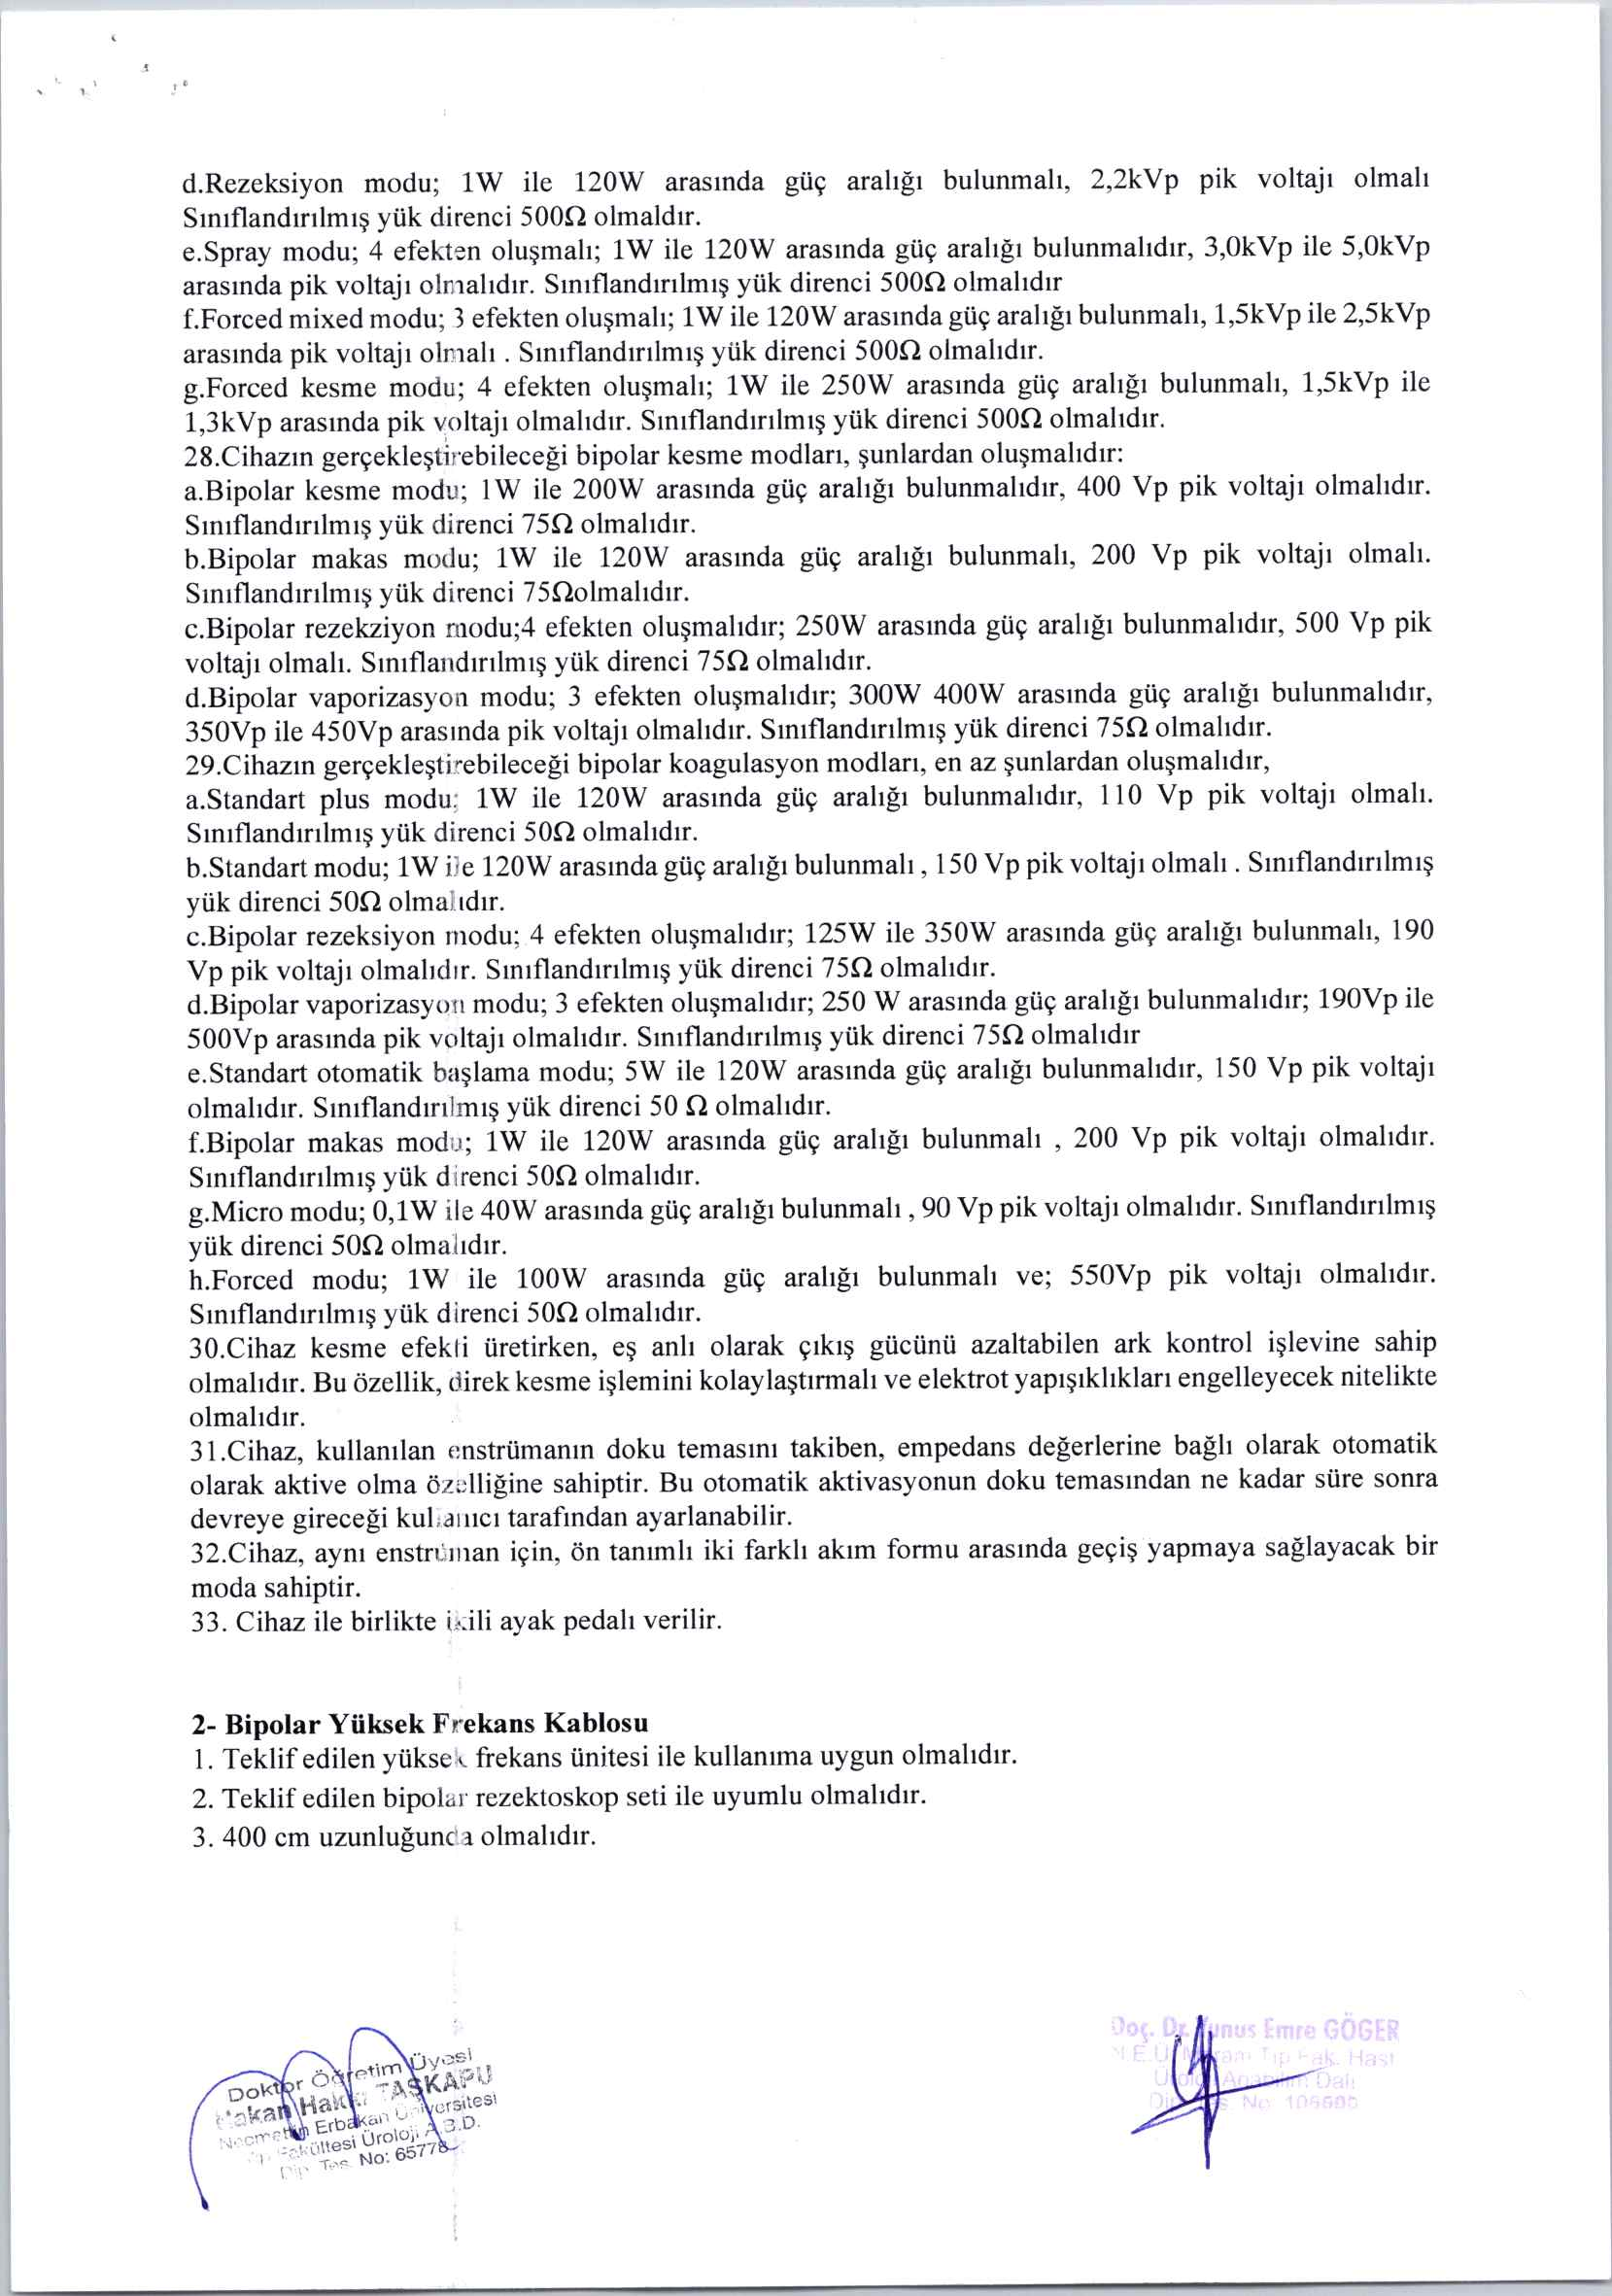 d.Rezeksiyon modu; 1W ile 120W arasında güç aralığı bulunmalı, 2,2kVp pik voltajı olmalı
Sınıflandırılmış yük direnci 500Ω olmaldır.
e.Spray modu; 4 efekten oluşmalı; 1W ile 120W arasında güç aralığı bulunmalıdır, 3,0kVp ile 5,0kVp
arasında pik voltajı olmalıdır. Sınıflandırılmış yük direnci 500Ω olmalıdır
f.Forced mixed modu; 3 efekten oluşmalı; 1W ile 120W arasında güç aralığı bulunmalı, 1,5kVp ile 2,5kVp
arasında pik voltajı olmalı . Sınıflandırılmış yük direnci 500Ω olmalıdır.
g.Forced kesme modu; 4 efekten oluşmalı; 1W ile 250W arasında güç aralığı bulunmalı, 1,5kVp ile
1,3kVp arasında pik voltajı olmalıdır. Sınıflandırılmış yük direnci 500Ω olmalıdır.
28.Cihazın gerçekleştirebileceği bipolar kesme modları, şunlardan oluşmalıdır:
a.Bipolar kesme modu; 1W ile 200W arasında güç aralığı bulunmalıdır, 400 Vp pik voltajı olmalıdır.
Sınıflandırılmış yük direnci 75Ω olmalıdır.
b.Bipolar makas modu; 1W ile 120W arasında güç aralığı bulunmalı, 200 Vp pik voltajı olmalı.
Sınıflandırılmış yük direnci 75Ωolmalıdır.
c.Bipolar rezekziyon modu;4 efekten oluşmalıdır; 250W arasında güç aralığı bulunmalıdır, 500 Vp pik
voltajı olmalı. Sınıflandırılmış yük direnci 75Ω olmalıdır.
d.Bipolar vaporizasyon modu; 3 efekten oluşmalıdır; 300W 400W arasında güç aralığı bulunmalıdır,
350Vp ile 450Vp arasında pik voltajı olmalıdır. Sınıflandırılmış yük direnci 75Ω olmalıdır.
29.Cihazın gerçekleştirebileceği bipolar koagulasyon modları, en az şunlardan oluşmalıdır,
a.Standart plus modu; 1W ile 120W arasında güç aralığı bulunmalıdır, 110 Vp pik voltajı olmalı.
Sınıflandırılmış yük direnci 50Ω olmalıdır.
b.Standart modu; 1W ile 120W arasında güç aralığı bulunmalı , 150 Vp pik voltajı olmalı . Sınıflandırılmış
yük direnci 50Ω olmalıdır.
c.Bipolar rezeksiyon modu; 4 efekten oluşmalıdır; 125W ile 350W arasında güç aralığı bulunmalı, 190
Vp pik voltajı olmalıdır. Sınıflandırılmış yük direnci 75Ω olmalıdır.
d.Bipolar vaporizasyon modu; 3 efekten oluşmalıdır; 250 W arasında güç aralığı bulunmalıdır; 190Vp ile
500Vp arasında pik voltajı olmalıdır. Sınıflandırılmış yük direnci 75Ω olmalıdır
e.Standart otomatik başlama modu; 5W ile 120W arasında güç aralığı bulunmalıdır, 150 Vp pik voltajı
olmalıdır. Sınıflandırılmış yük direnci 50 Ω olmalıdır.
f.Bipolar makas modu; 1W ile 120W arasında güç aralığı bulunmalı , 200 Vp pik voltajı olmalıdır.
Sınıflandırılmış yük direnci 50Ω olmalıdır.
g.Micro modu; 0,1W ile 40W arasında güç aralığı bulunmalı , 90 Vp pik voltajı olmalıdır. Sınıflandırılmış
yük direnci 50Ω olmalıdır.
h.Forced modu; 1W ile 100W arasında güç aralığı bulunmalı ve; 550Vp pik voltajı olmalıdır.
Sınıflandırılmış yük direnci 50Ω olmalıdır.
30.Cihaz kesme efekti üretirken, eş anlı olarak çıkış gücünü azaltabilen ark kontrol işlevine sahip
olmalıdır. Bu özellik, direk kesme işlemini kolaylaştırmalı ve elektrot yapışıklıkları engelleyecek nitelikte
olmalıdır.
31.Cihaz, kullanılan enstrümanın doku temasını takiben, empedans değerlerine bağlı olarak otomatik
olarak aktive olma özelliğine sahiptir. Bu otomatik aktivasyonun doku temasından ne kadar süre sonra
devreye gireceği kullanıcı tarafından ayarlanabilir.
32.Cihaz, aynı enstrüman için, ön tanımlı iki farklı akım formu arasında geçiş yapmaya sağlayacak bir
moda sahiptir.
33. Cihaz ile birlikte ikili ayak pedalı verilir.
2- Bipolar Yüksek Frekans Kablosu
1. Teklif edilen yüksek frekans ünitesi ile kullanıma uygun olmalıdır.
2. Teklif edilen bipolar rezektoskop seti ile uyumlu olmalıdır.
3. 400 cm uzunluğunda olmalıdır.
Doktor Öğretim Üyesi
Hakan Hakkı TAŞKAPU
Necmettin Erbakan Üniversitesi
Fakültesi Üroloji A.B.D.
Dip. Tes. No: 65778
Doç. Dr. Yunus Emre GÖGER
N.E.Ü. Meram Tıp Fak. Hast
Üroloji Anabilim Dalı
No: